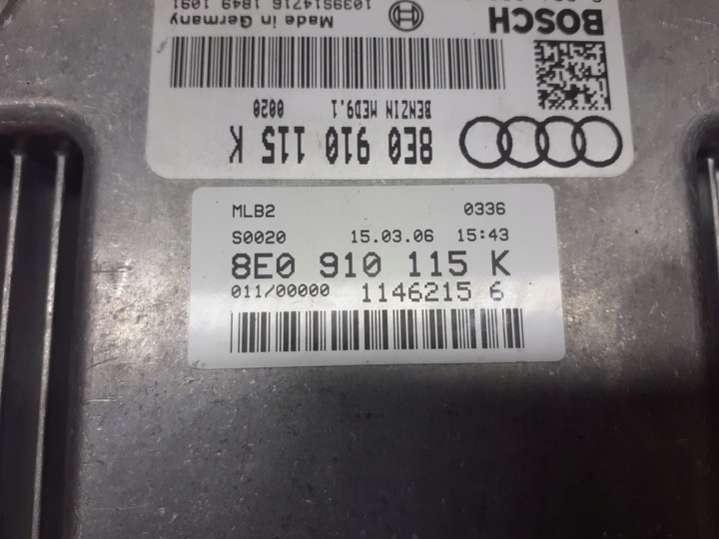 BOSCH
1039S14716 1849 1091
Made in Germany
BENZIN MED9.1 0020
8E0 910 115 K
MLB2 0336
S0020 15.03.06 15:43
8E0 910 115 K
011/00000 1146215 6